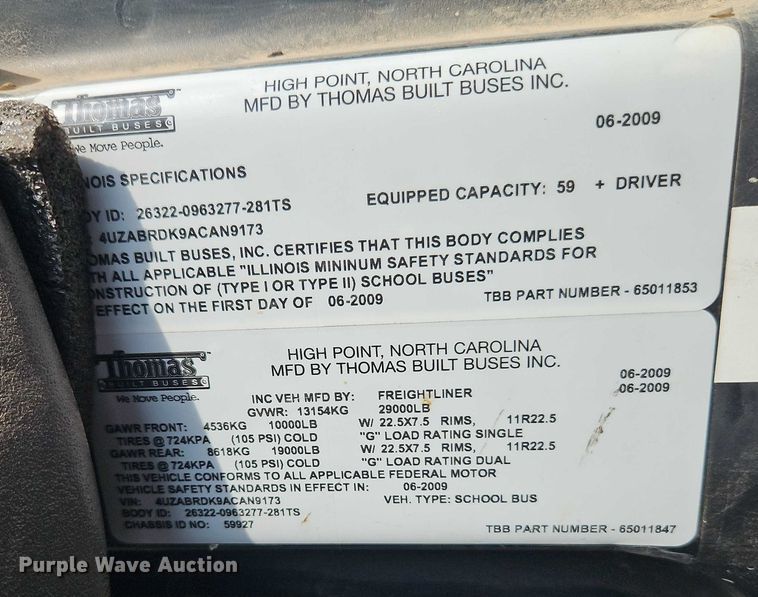 HIGH POINT, NORTH CAROLINA
MFD BY THOMAS BUILT BUSES INC.
Thomas
BUILT BUSES
We Move People.
06-2009
SPECIFICATIONS
EQUIPPED CAPACITY: 59 + DRIVER
ID: 26322-0963277-281TS
4UZABRDK9ACAN9173
BUILT BUSES, INC. CERTIFIES THAT THIS BODY COMPLIES
ALL APPLICABLE "ILLINOIS MININUM SAFETY STANDARDS FOR
OF (TYPE I OR TYPE II) SCHOOL BUSES"
EFFECT ON THE FIRST DAY OF 06-2009
TBB PART NUMBER - 65011853
HIGH POINT, NORTH CAROLINA
MFD BY THOMAS BUILT BUSES INC.
Thomas
BUILT BUSES
We Move People.
06-2009
06-2009
INC VEH MFD BY: FREIGHTLINER
GVWR: 13154KG 29000LB
GAWR FRONT: 4536KG 10000LB W/ 22.5X7.5 RIMS, 11R22.5
TIRES @ 724KPA (105 PSI) COLD "G" LOAD RATING SINGLE
GAWR REAR: 8618KG 19000LB W/ 22.5X7.5 RIMS, 11R22.5
TIRES @ 724KPA (105 PSI) COLD "G" LOAD RATING DUAL
THIS VEHICLE CONFORMS TO ALL APPLICABLE FEDERAL MOTOR
VEHICLE SAFETY STANDARDS IN EFFECT IN: 06-2009
VIN: 4UZABRDK9ACAN9173 VEH. TYPE: SCHOOL BUS
BODY ID: 26322-0963277-281TS
CHASSIS ID NO: 59927 TBB PART NUMBER - 65011847
Purple Wave Auction